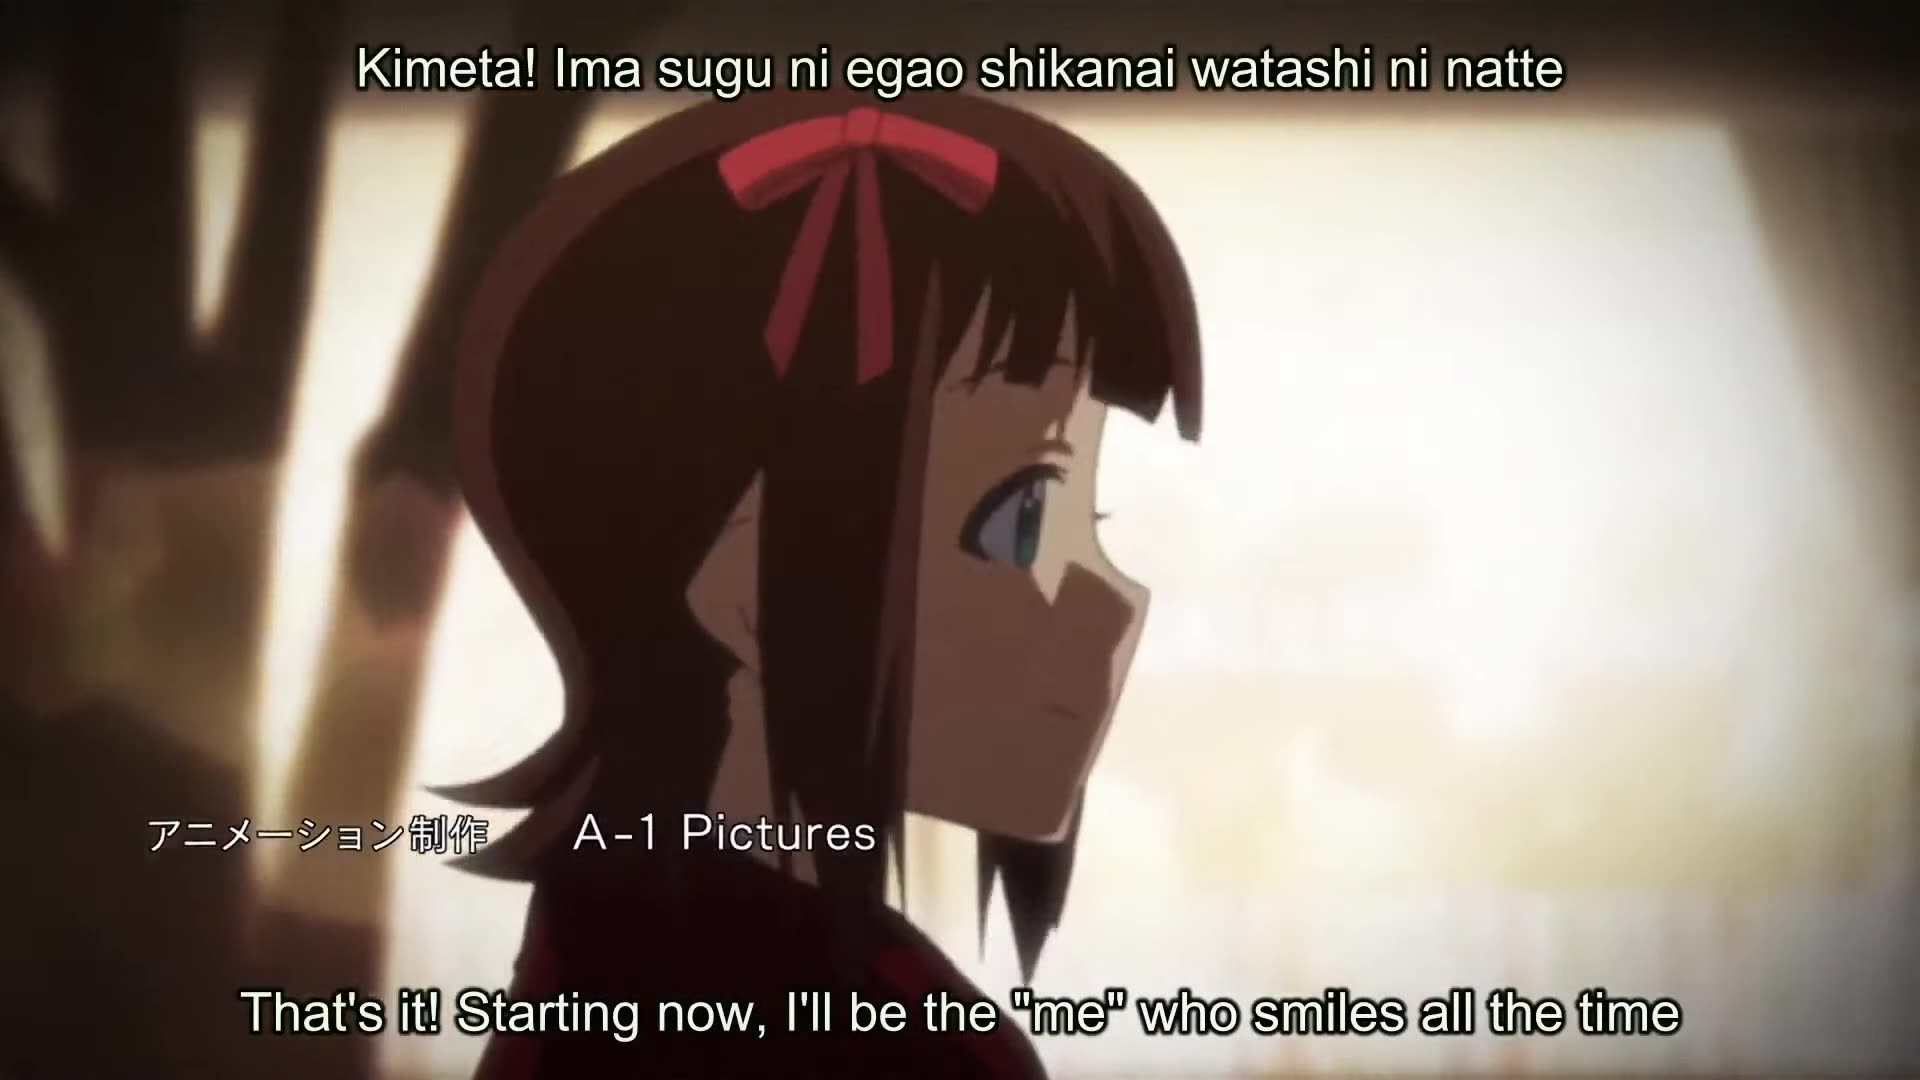 Kimeta! Ima sugu ni egao shikanai watashi ni natte
アニメーション制作 A-1 Pictures
That's it! Starting now, I'll be the "me" who smiles all the time